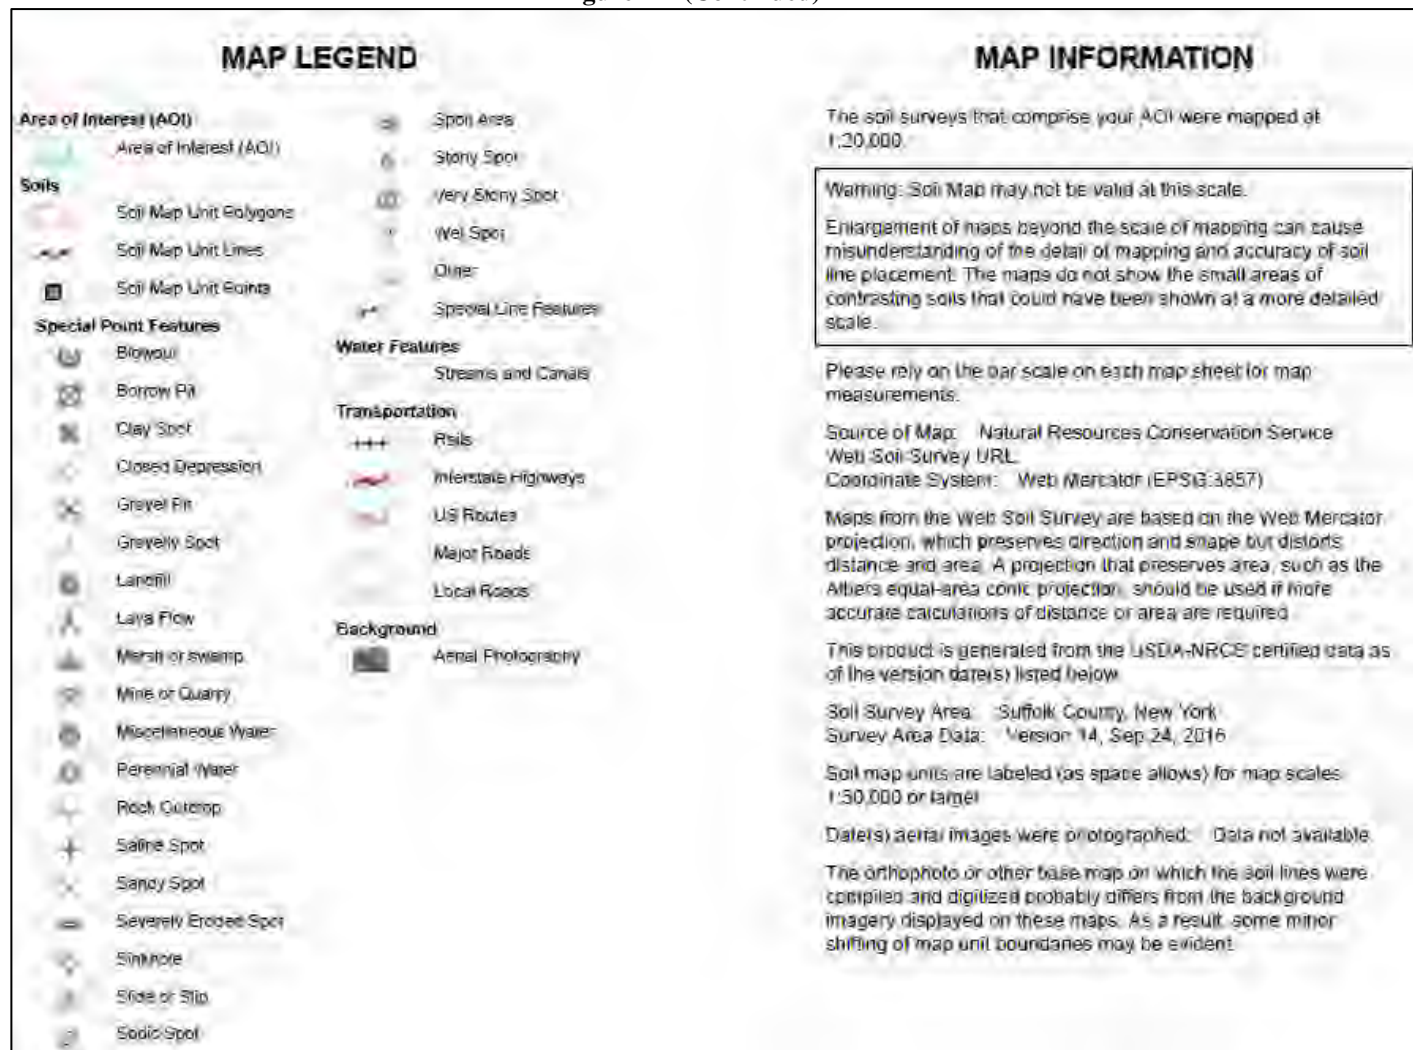 (Continued)
MAP LEGEND
Area of Interest (AOI)
Area of Interest (AOI)
Soils
Soil Map Unit Polygons
Soil Map Unit Lines
Soil Map Unit Points
Special Point Features
Blowout
Borrow Pit
Clay Spot
Closed Depression
Gravel Pit
Gravelly Spot
Landfill
Lava Flow
Marsh or swamp
Mine or Quarry
Miscellaneous Water
Perennial Water
Rock Outcrop
Saline Spot
Sandy Spot
Severely Eroded Spot
Sinkhole
Slide or Slip
Sodic Spot
Spoil Area
Stony Spot
Very Stony Spot
Wet Spot
Other
Special Line Features
Water Features
Streams and Canals
Transportation
Rails
Interstate Highways
US Routes
Major Roads
Local Roads
Background
Aerial Photography
MAP INFORMATION
The soil surveys that comprise your AOI were mapped at
1:20,000.
Warning: Soil Map may not be valid at this scale.
Enlargement of maps beyond the scale of mapping can cause
misunderstanding of the detail of mapping and accuracy of soil
line placement. The maps do not show the small areas of
contrasting soils that could have been shown at a more detailed
scale.
Please rely on the bar scale on each map sheet for map
measurements.
Source of Map: Natural Resources Conservation Service
Web Soil Survey URL:
Coordinate System: Web Mercator (EPSG:3857)
Maps from the Web Soil Survey are based on the Web Mercator
projection, which preserves direction and shape but distorts
distance and area. A projection that preserves area, such as the
Albers equal-area conic projection, should be used if more
accurate calculations of distance or area are required.
This product is generated from the USDA-NRCS certified data as
of the version date(s) listed below.
Soil Survey Area: Suffolk County, New York
Survey Area Data: Version 14, Sep 24, 2016
Soil map units are labeled (as space allows) for map scales
1:50,000 or larger.
Date(s) aerial images were photographed: Data not available.
The orthophoto or other base map on which the soil lines were
compiled and digitized probably differs from the background
imagery displayed on these maps. As a result, some minor
shifting of map unit boundaries may be evident.